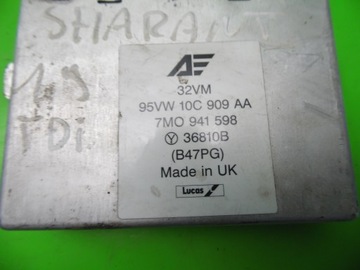 SHARAN
1.9
TDi
AE
32VM
95VW 10C 909 AA
7MO 941 598
Y 36810B
(B47PG)
Made in UK
Lucas